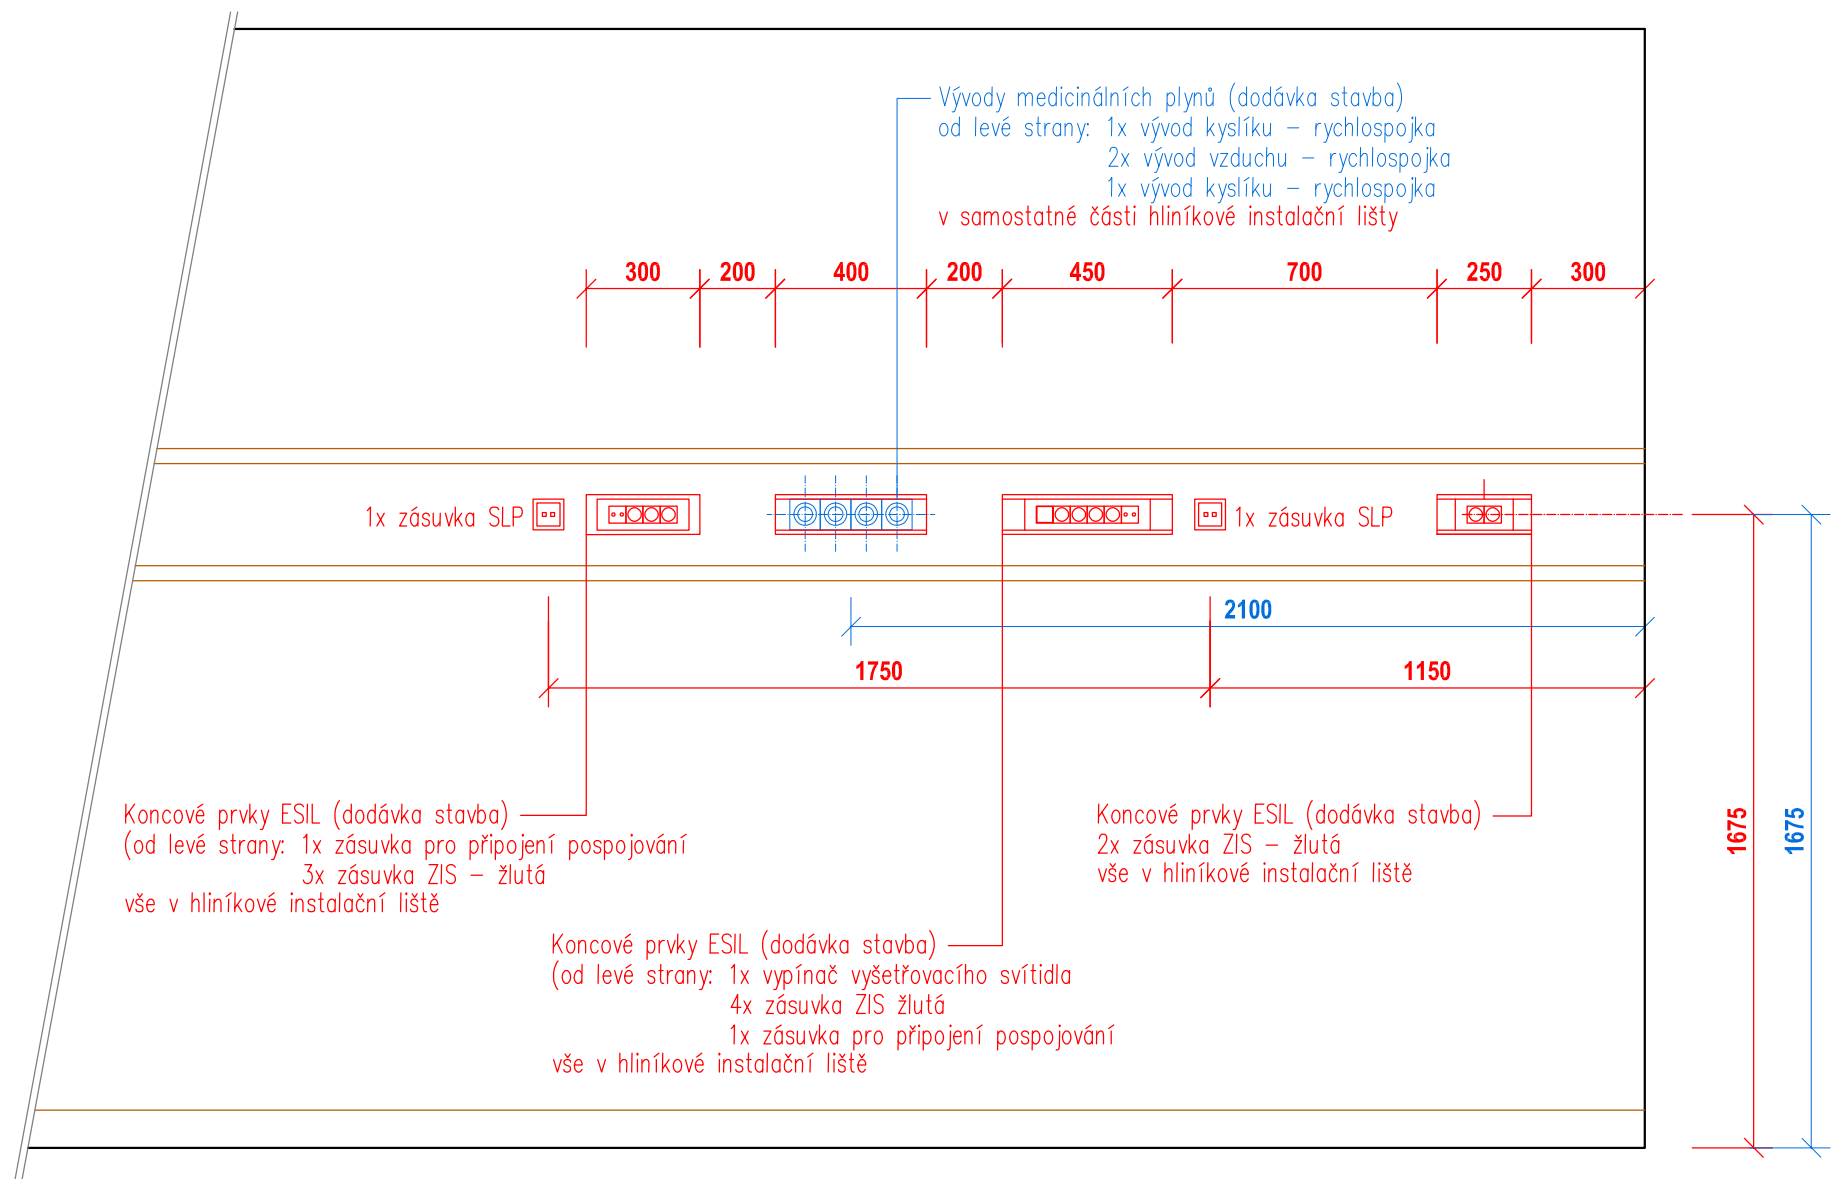 Vývody medicinálních plynů (dodávka stavba)
od levé strany: 1x vývod kyslíku – rychlospojka
2x vývod vzduchu – rychlospojka
1x vývod kyslíku – rychlospojka
v samostatné části hliníkové instalační lišty
300 200 400 200 450 700 250 300
1x zásuvka SLP
1x zásuvka SLP
2100
1750 1150
Koncové prvky ESIL (dodávka stavba)
(od levé strany: 1x zásuvka pro připojení pospojování
3x zásuvka ZIS – žlutá
vše v hliníkové instalační liště
Koncové prvky ESIL (dodávka stavba)
2x zásuvka ZIS – žlutá
vše v hliníkové instalační liště
1675
1675
Koncové prvky ESIL (dodávka stavba)
(od levé strany: 1x vypínač vyšetřovacího svítidla
4x zásuvka ZIS žlutá
1x zásuvka pro připojení pospojování
vše v hliníkové instalační liště